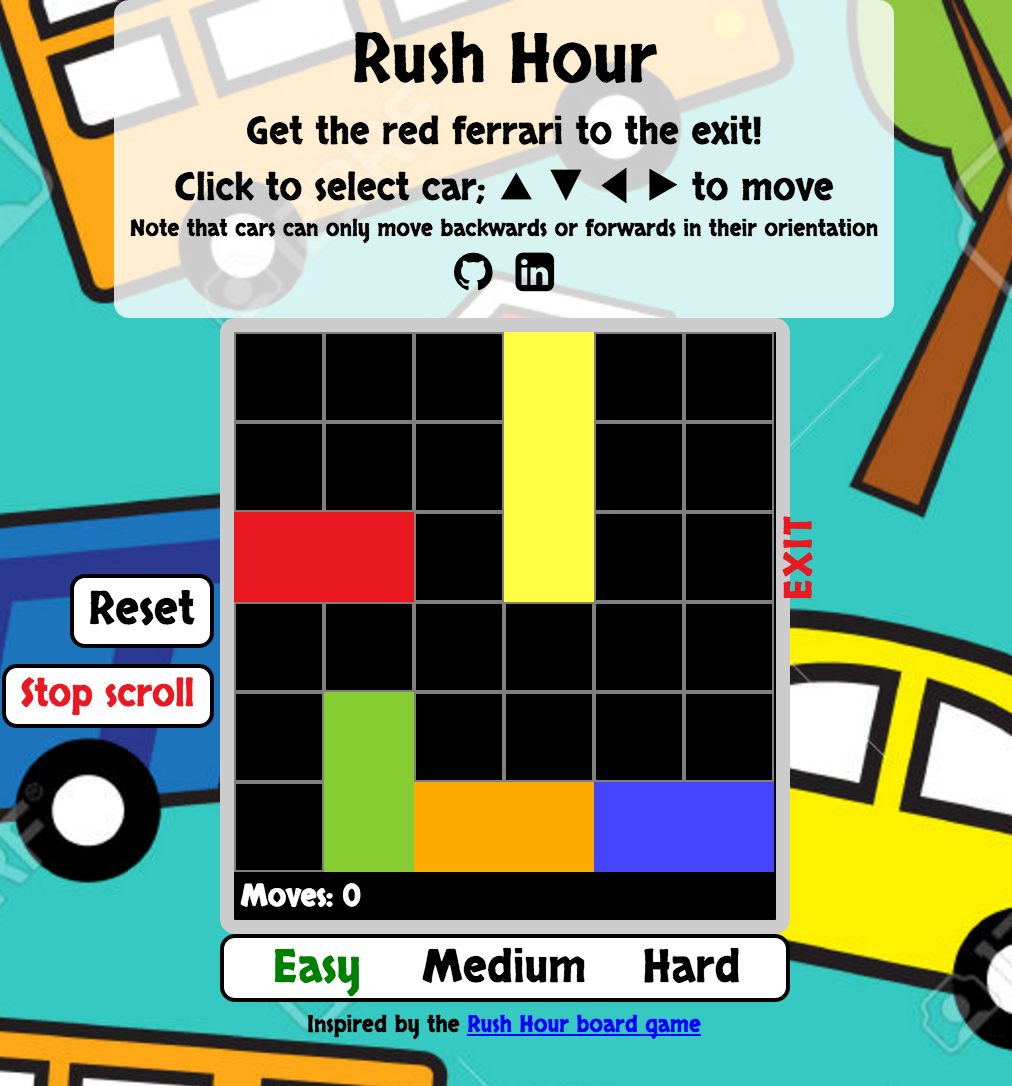 Rush Hour
Get the red ferrari to the exit!
Click to select car; ▲ ▼ ◀ ▶ to move
Note that cars can only move backwards or forwards in their orientation
in
EXIT
Reset
Stop scroll
Moves: 0
Easy Medium Hard
Inspired by the Rush Hour board game